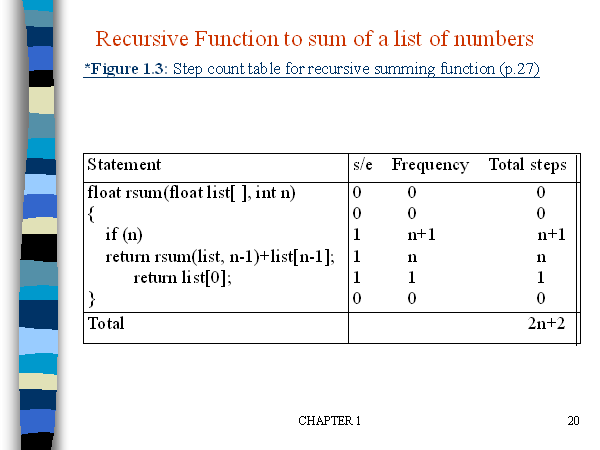 Recursive Function to sum of a list of numbers
*Figure 1.3: Step count table for recursive summing function (p.27)
Statement s/e Frequency Total steps
float rsum(float list[ ], int n) 0 0 0
{ 0 0 0
if (n) 1 n+1 n+1
return rsum(list, n-1)+list[n-1]; 1 n n
return list[0]; 1 1 1
} 0 0 0
Total 2n+2
CHAPTER 1 20